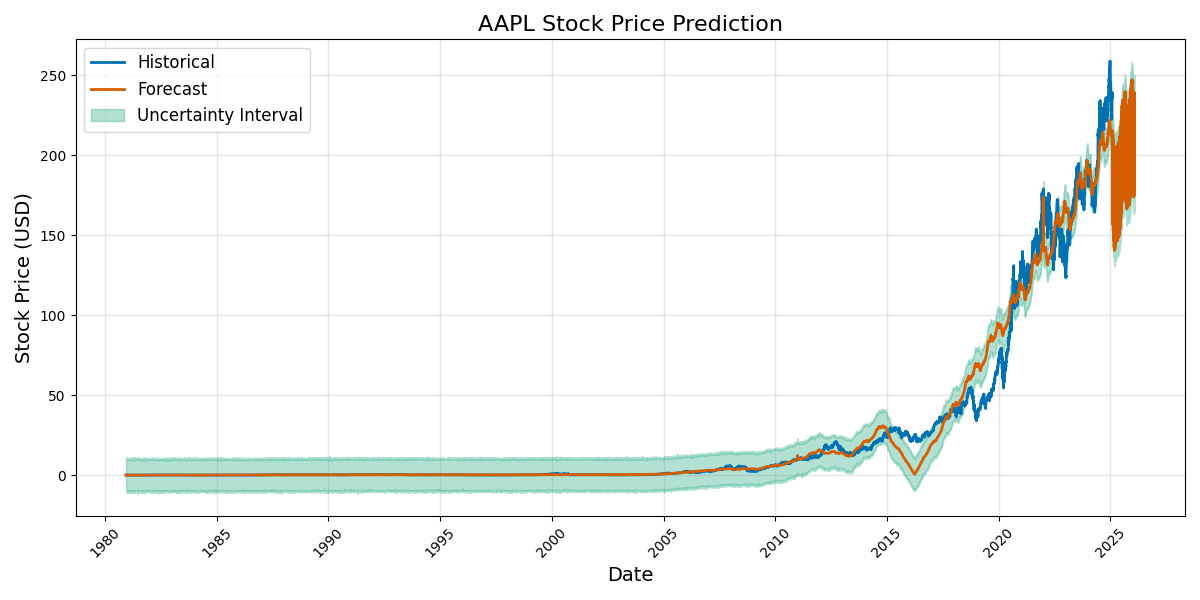 AAPL Stock Price Prediction
Historical
Forecast
Uncertainty Interval
Stock Price (USD)
250
200
150
100
50
0
1980
1985
1990
1995
2000
2005
2010
2015
2020
2025
Date